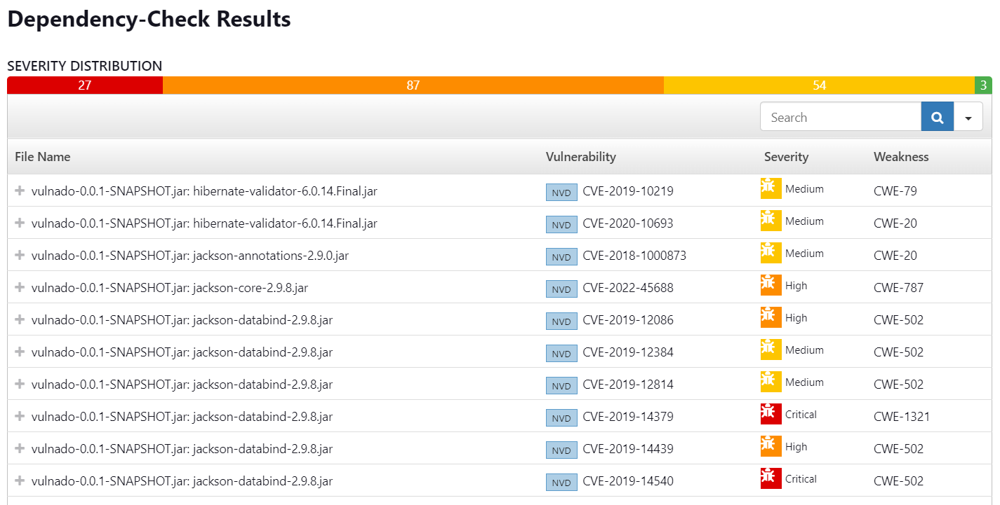 Dependency-Check Results
SEVERITY DISTRIBUTION
27 87 54 3
Search
File Name Vulnerability Severity Weakness
vulnado-0.0.1-SNAPSHOT.jar: hibernate-validator-6.0.14.Final.jar NVD CVE-2019-10219 Medium CWE-79
vulnado-0.0.1-SNAPSHOT.jar: hibernate-validator-6.0.14.Final.jar NVD CVE-2020-10693 Medium CWE-20
vulnado-0.0.1-SNAPSHOT.jar: jackson-annotations-2.9.0.jar NVD CVE-2018-1000873 Medium CWE-20
vulnado-0.0.1-SNAPSHOT.jar: jackson-core-2.9.8.jar NVD CVE-2022-45688 High CWE-787
vulnado-0.0.1-SNAPSHOT.jar: jackson-databind-2.9.8.jar NVD CVE-2019-12086 High CWE-502
vulnado-0.0.1-SNAPSHOT.jar: jackson-databind-2.9.8.jar NVD CVE-2019-12384 Medium CWE-502
vulnado-0.0.1-SNAPSHOT.jar: jackson-databind-2.9.8.jar NVD CVE-2019-12814 Medium CWE-502
vulnado-0.0.1-SNAPSHOT.jar: jackson-databind-2.9.8.jar NVD CVE-2019-14379 Critical CWE-1321
vulnado-0.0.1-SNAPSHOT.jar: jackson-databind-2.9.8.jar NVD CVE-2019-14439 High CWE-502
vulnado-0.0.1-SNAPSHOT.jar: jackson-databind-2.9.8.jar NVD CVE-2019-14540 Critical CWE-502